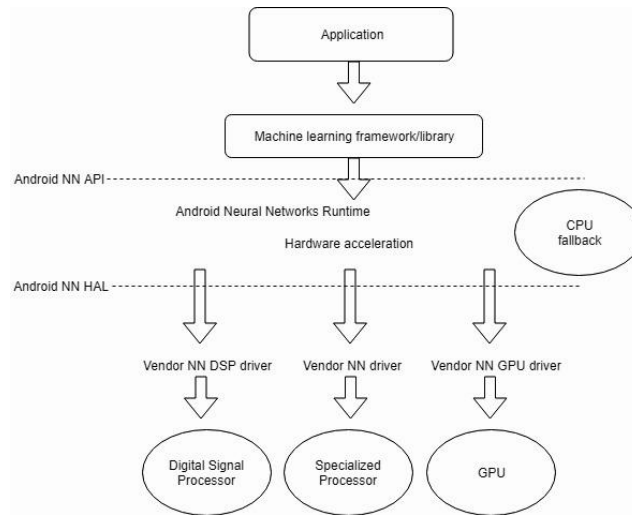 Application
Machine learning framework/library
Android NN API
Android Neural Networks Runtime
CPU
fallback
Hardware acceleration
Android NN HAL
Vendor NN DSP driver
Vendor NN driver
Vendor NN GPU driver
Digital Signal
Processor
Specialized
Processor
GPU